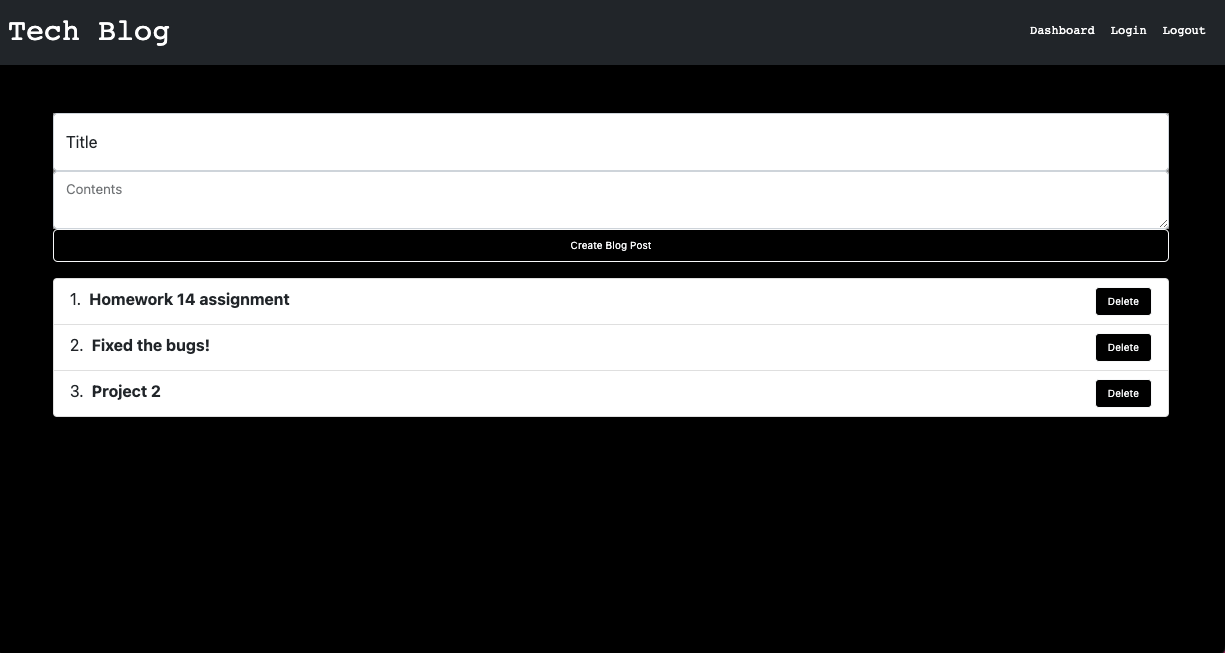 Tech Blog
Dashboard Login Logout
Title
Contents
Create Blog Post
1. Homework 14 assignment Delete
2. Fixed the bugs! Delete
3. Project 2 Delete